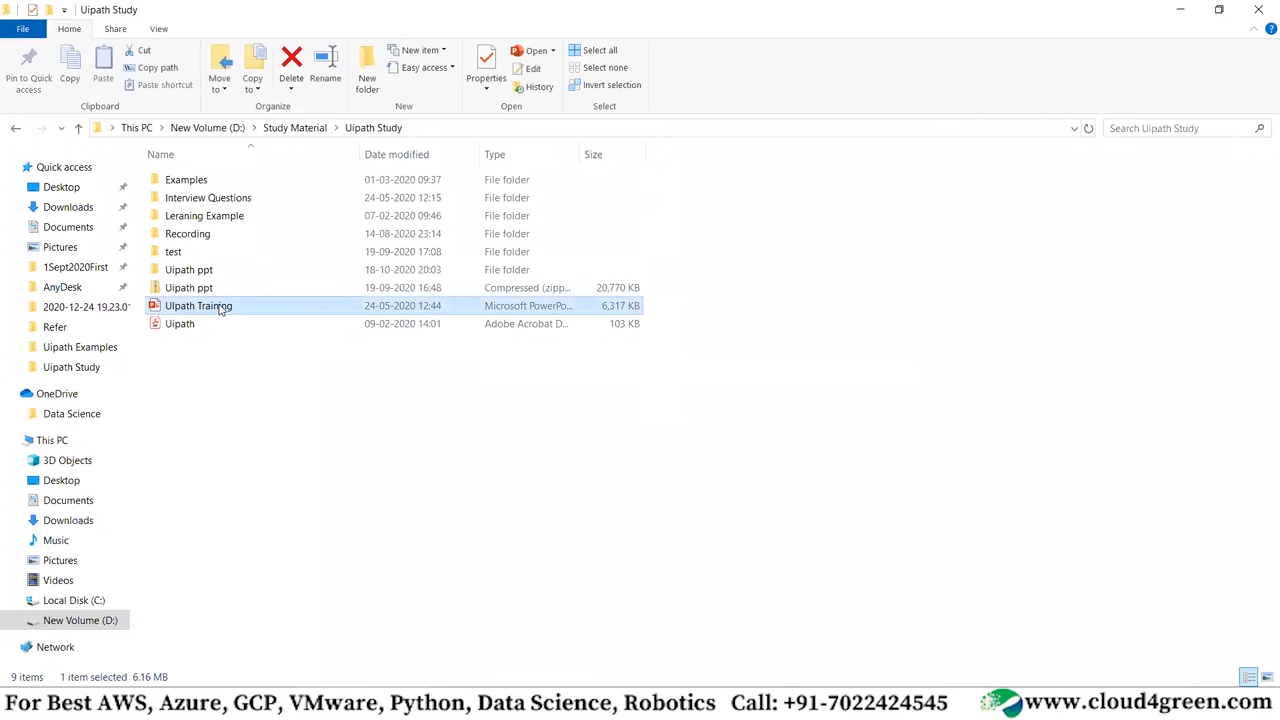 Uipath Study
File Home Share View
Pin to Quick access
Copy
Paste
Cut
Copy path
Paste shortcut
Clipboard
Move to
Copy to
Delete
Rename
Organize
New folder
New item
Easy access
New
Properties
Open
Edit
History
Open
Select all
Select none
Invert selection
Select
This PC > New Volume (D:) > Study Material > Uipath Study
Search Uipath Study
Quick access
Desktop
Downloads
Documents
Pictures
1Sept2020First
AnyDesk
2020-12-24 19.23.0
Refer
Uipath Examples
Uipath Study
OneDrive
Data Science
This PC
3D Objects
Desktop
Documents
Downloads
Music
Pictures
Videos
Local Disk (C:)
New Volume (D:)
Network
Name Date modified Type Size
Examples 01-03-2020 09:37 File folder
Interview Questions 24-05-2020 12:15 File folder
Leraning Example 07-02-2020 09:46 File folder
Recording 14-08-2020 23:14 File folder
test 19-09-2020 17:08 File folder
Uipath ppt 18-10-2020 20:03 File folder
Uipath ppt 19-09-2020 16:48 Compressed (zipp... 20,770 KB
UIpath Training 24-05-2020 12:44 Microsoft PowerPo... 6,317 KB
Uipath 09-02-2020 14:01 Adobe Acrobat D... 103 KB
9 items 1 item selected 6.16 MB
For Best AWS, Azure, GCP, VMware, Python, Data Science, Robotics Call: +91-7022424545 www.cloud4green.com